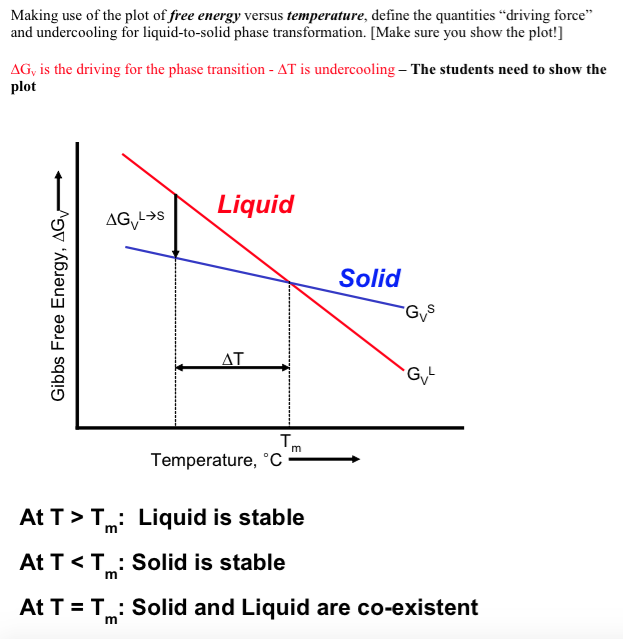 Making use of the plot of free energy versus temperature, define the quantities “driving force”
and undercooling for liquid-to-solid phase transformation. [Make sure you show the plot!]
ΔGᵥ is the driving for the phase transition - ΔT is undercooling – The students need to show the
plot
Liquid
ΔGᵥL→S
Solid
GᵥS
ΔT
GᵥL
Gibbs Free Energy, ΔGᵥ
Tm
Temperature, °C
At T > Tm: Liquid is stable
At T < Tm: Solid is stable
At T = Tm: Solid and Liquid are co-existent